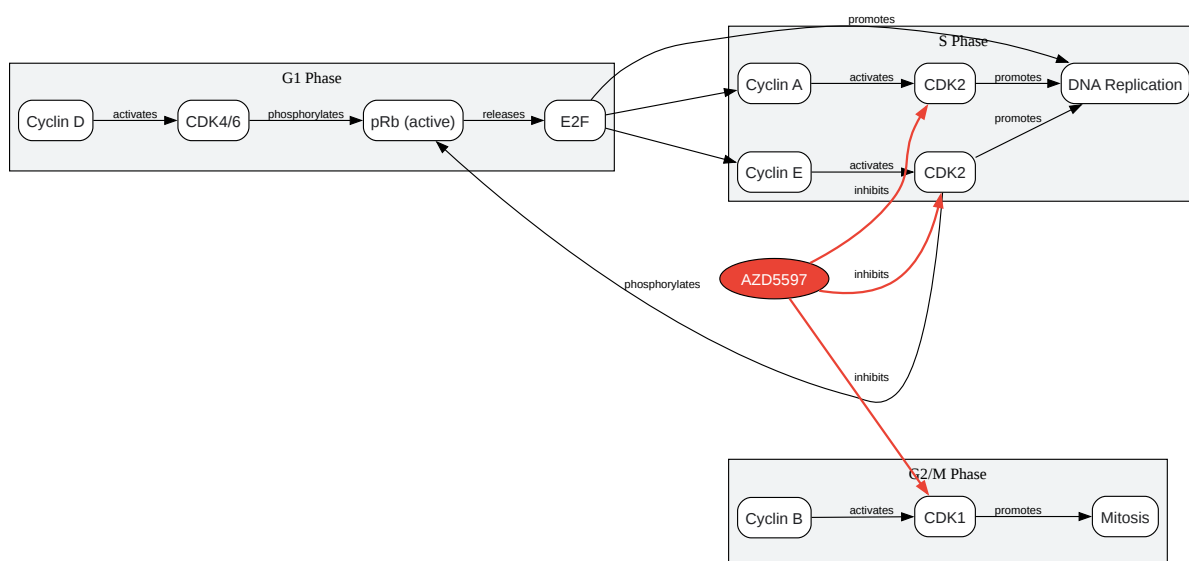 promotes
S Phase
G1 Phase
Cyclin A
activates
CDK2
promotes
DNA Replication
Cyclin D
activates
CDK4/6
phosphorylates
pRb (active)
releases
E2F
promotes
Cyclin E
activates
CDK2
inhibits
AZD5597
inhibits
phosphorylates
inhibits
G2/M Phase
Cyclin B
activates
CDK1
promotes
Mitosis